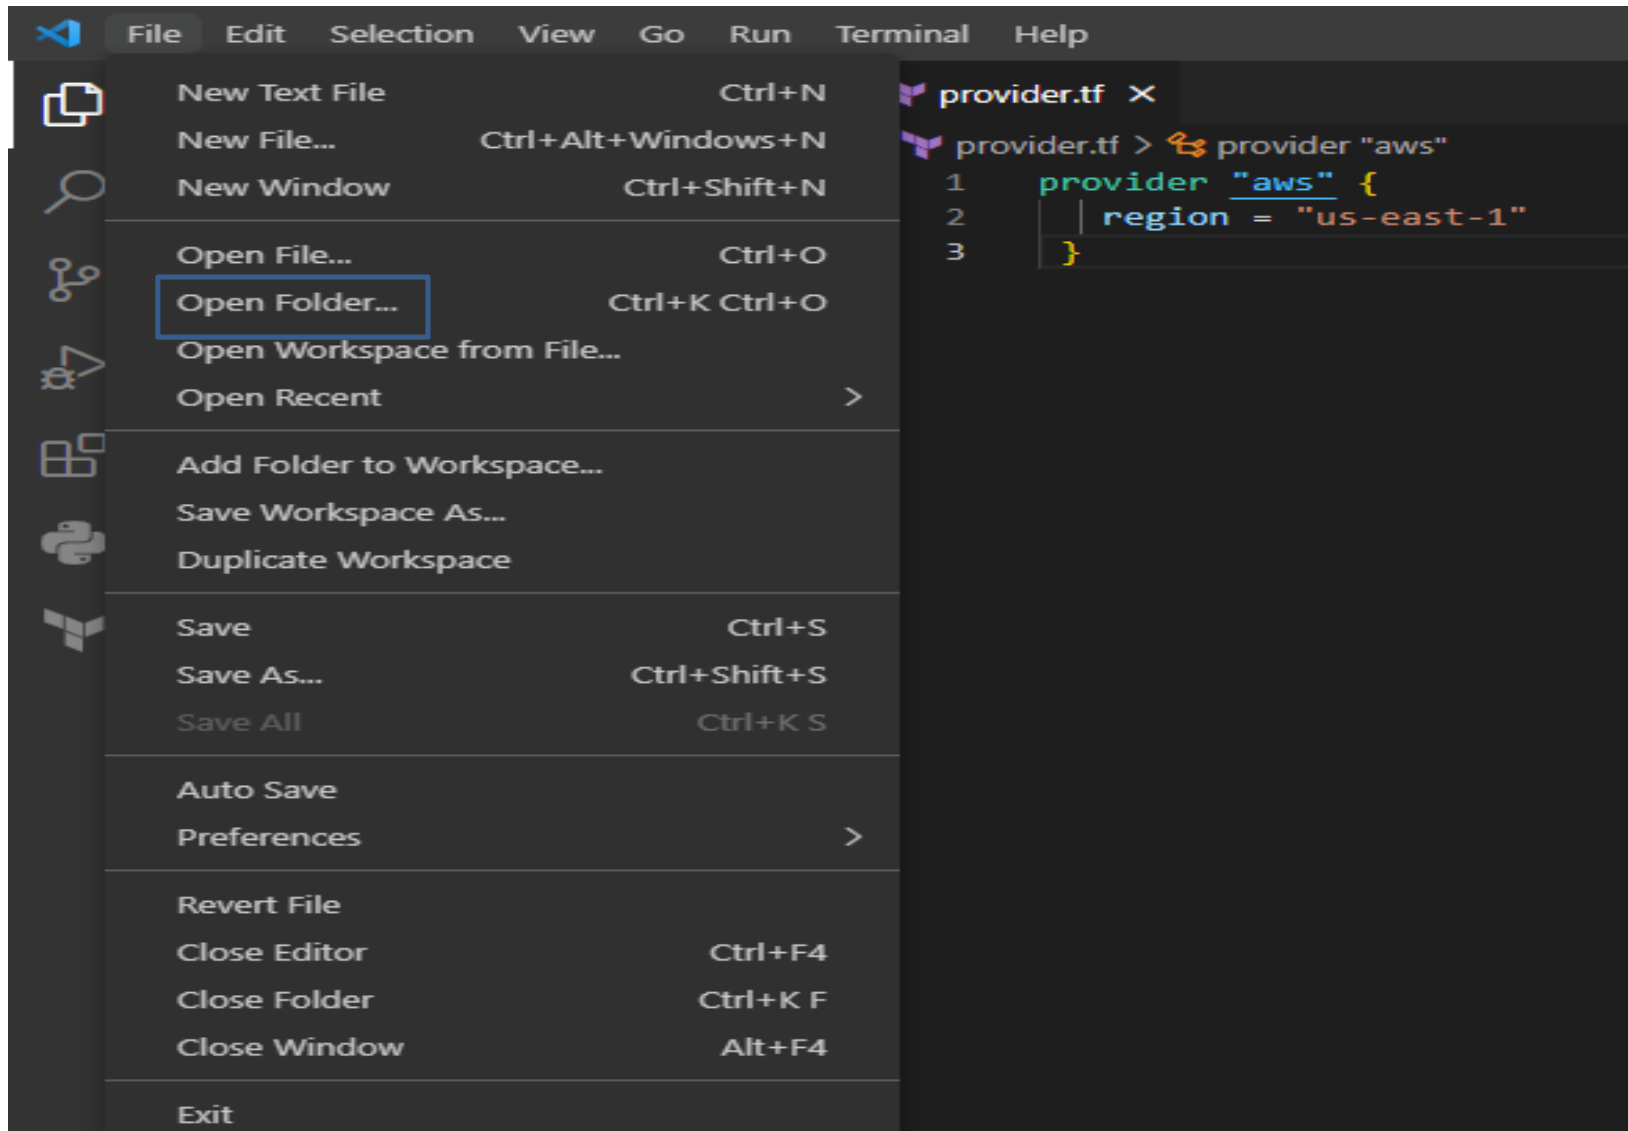 File Edit Selection View Go Run Terminal Help
New Text File Ctrl+N
New File... Ctrl+Alt+Windows+N
New Window Ctrl+Shift+N
Open File... Ctrl+O
Open Folder... Ctrl+K Ctrl+O
Open Workspace from File...
Open Recent >
Add Folder to Workspace...
Save Workspace As...
Duplicate Workspace
Save Ctrl+S
Save As... Ctrl+Shift+S
Save All Ctrl+K S
Auto Save
Preferences >
Revert File
Close Editor Ctrl+F4
Close Folder Ctrl+K F
Close Window Alt+F4
Exit
provider.tf ×
provider.tf > provider "aws"
1 provider "aws" {
2 region = "us-east-1"
3 }